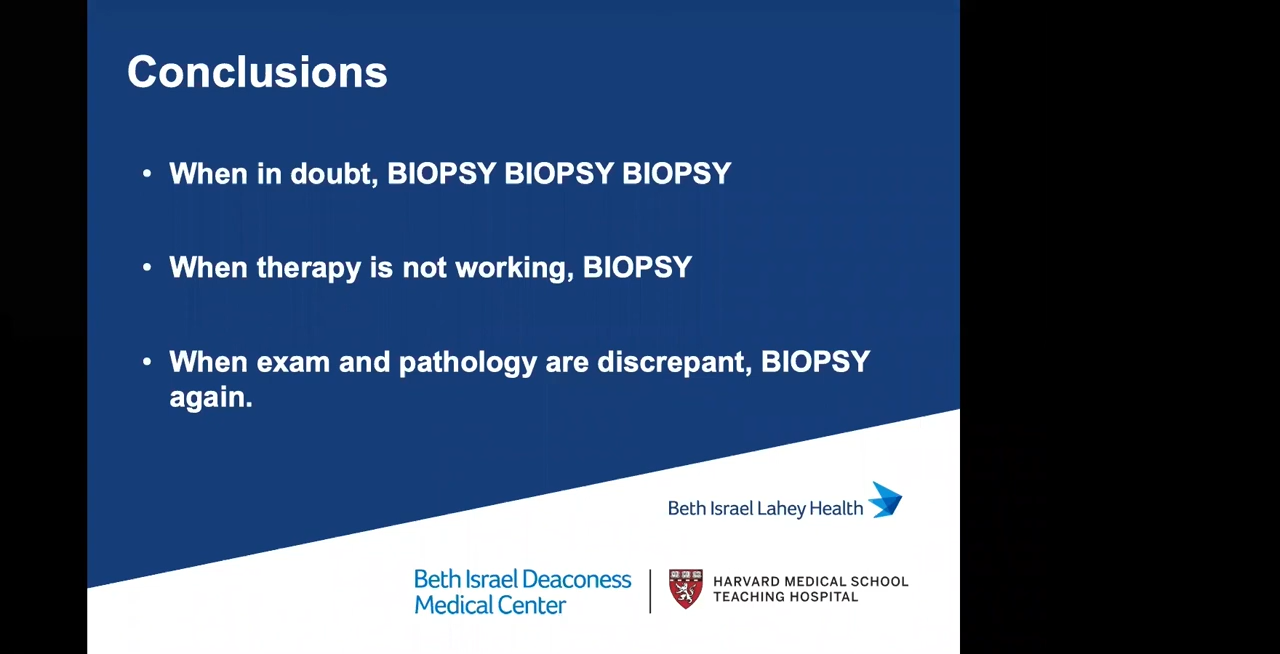 Conclusions
• When in doubt, BIOPSY BIOPSY BIOPSY
• When therapy is not working, BIOPSY
• When exam and pathology are discrepant, BIOPSY
again.
Beth Israel Lahey Health
Beth Israel Deaconess
Medical Center
HARVARD MEDICAL SCHOOL
TEACHING HOSPITAL